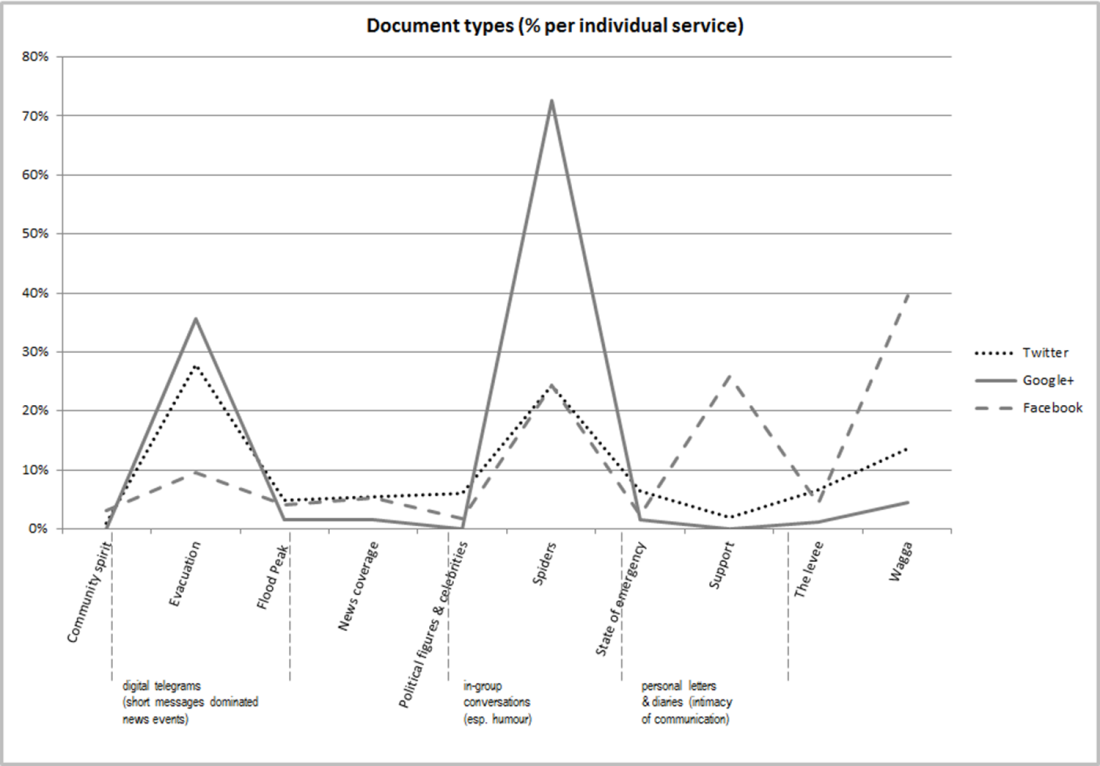 Document types (% per individual service)
80%
70%
60%
50%
40%
30%
20%
10%
0%
Twitter
Google+
Facebook
Community spirit
Evacuation
Flood Peak
News coverage
Political figures & celebrities
Spiders
State of emergency
Support
The levee
Wagga
digital telegrams
(short messages dominated
news events)
in-group
conversations
(esp. humour)
personal letters
& diaries (intimacy
of communication)